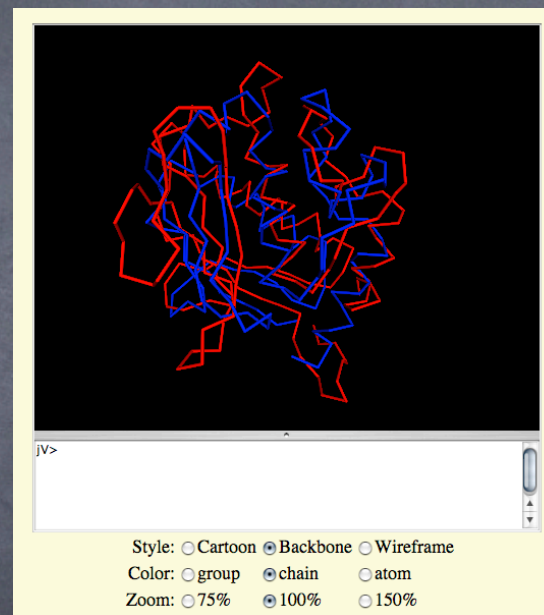 jV>
Style: Cartoon Backbone Wireframe
Color: group chain atom
Zoom: 75% 100% 150%